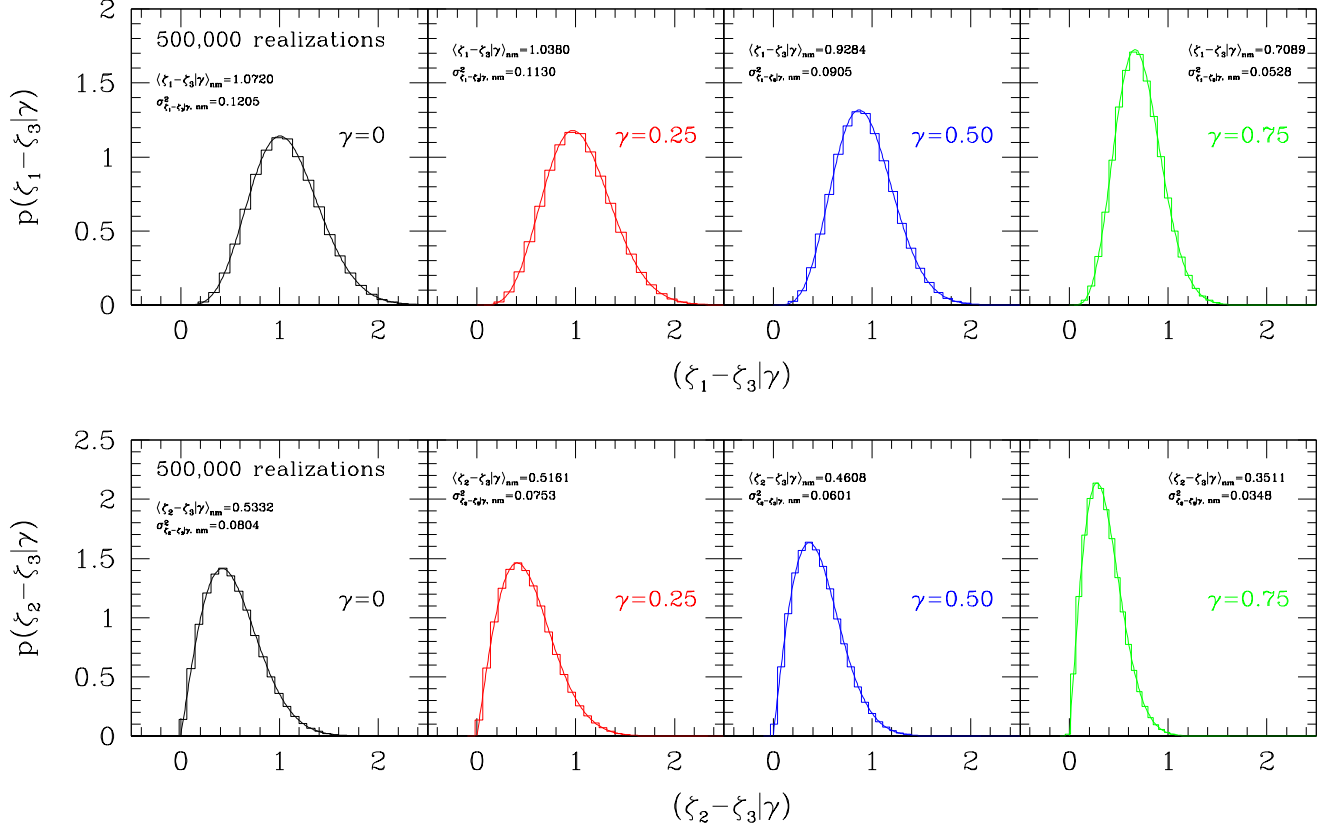 500,000 realizations
⟨ζ₁−ζ₃|γ⟩ₙₘ=1.0720
σ²ζ₁−ζ₃|γ, nm=0.1205
γ=0
⟨ζ₁−ζ₃|γ⟩ₙₘ=1.0380
σ²ζ₁−ζ₃|γ, nm=0.1130
γ=0.25
⟨ζ₁−ζ₃|γ⟩ₙₘ=0.9284
σ²ζ₁−ζ₃|γ, nm=0.0905
γ=0.50
⟨ζ₁−ζ₃|γ⟩ₙₘ=0.7089
σ²ζ₁−ζ₃|γ, nm=0.0528
γ=0.75
p(ζ₁−ζ₃|γ)
2
1.5
1
0.5
0
0 1 2 0 1 2 0 1 2 0 1 2
(ζ₁−ζ₃|γ)
500,000 realizations
⟨ζ₂−ζ₃|γ⟩ₙₘ=0.5332
σ²ζ₂−ζ₃|γ, nm=0.0804
γ=0
⟨ζ₂−ζ₃|γ⟩ₙₘ=0.5161
σ²ζ₂−ζ₃|γ, nm=0.0753
γ=0.25
⟨ζ₂−ζ₃|γ⟩ₙₘ=0.4608
σ²ζ₂−ζ₃|γ, nm=0.0601
γ=0.50
⟨ζ₂−ζ₃|γ⟩ₙₘ=0.3511
σ²ζ₂−ζ₃|γ, nm=0.0348
γ=0.75
p(ζ₂−ζ₃|γ)
2.5
2
1.5
1
0.5
0
0 1 2 0 1 2 0 1 2 0 1 2
(ζ₂−ζ₃|γ)